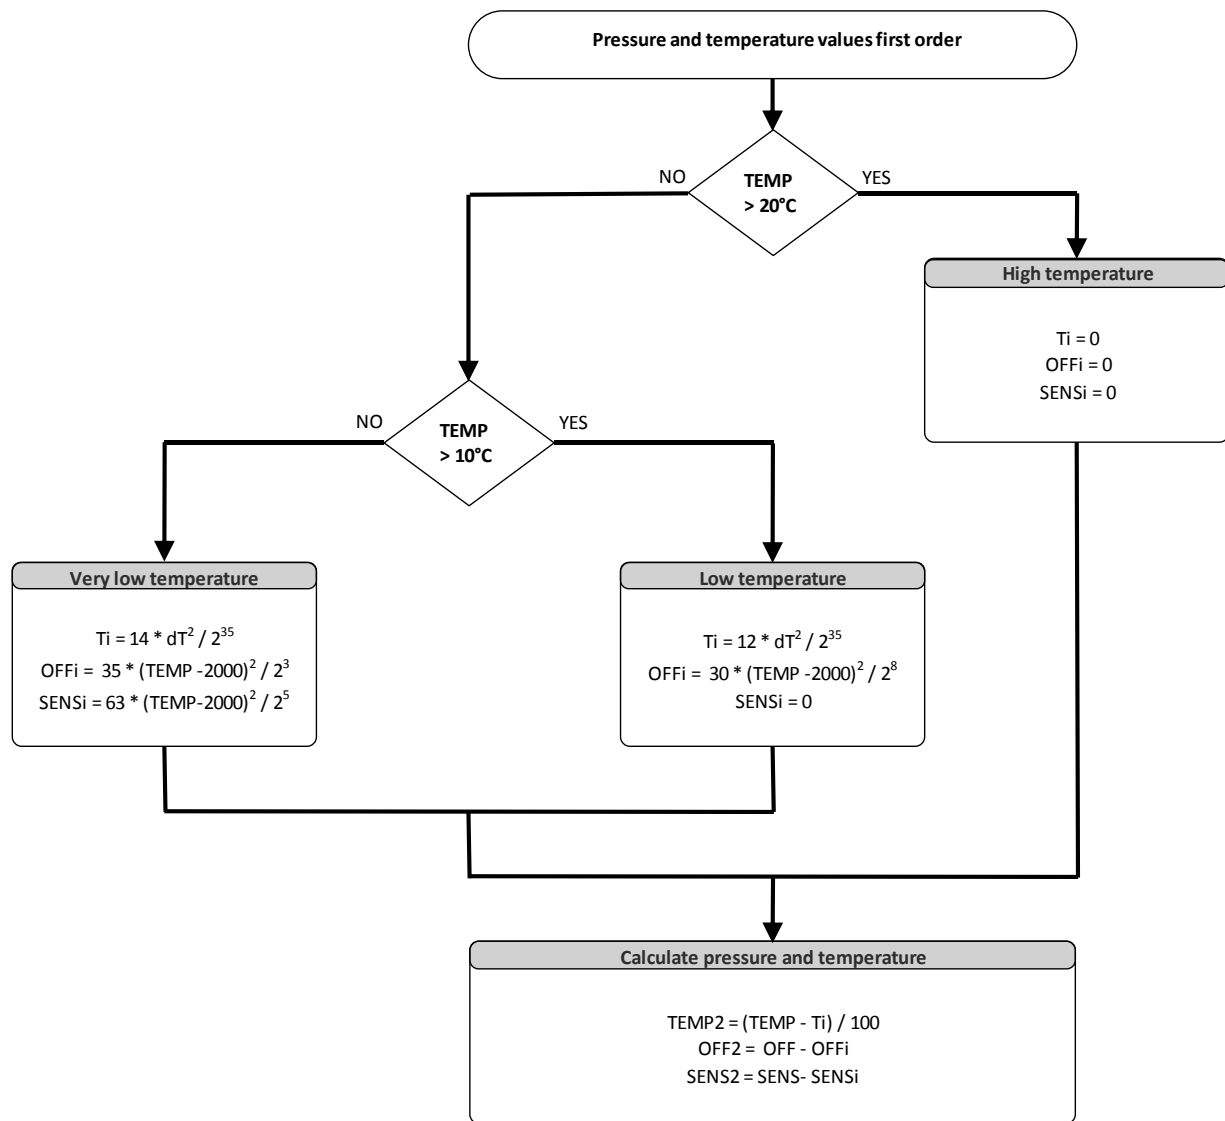 Pressure and temperature values first order
TEMP
> 20°C
NO
YES
High temperature
Ti = 0
OFFi = 0
SENSi = 0
TEMP
> 10°C
NO
YES
Very low temperature
Ti = 14 * dT² / 2³⁵
OFFi = 35 * (TEMP -2000)² / 2³
SENSi = 63 * (TEMP-2000)² / 2⁵
Low temperature
Ti = 12 * dT² / 2³⁵
OFFi = 30 * (TEMP -2000)² / 2⁸
SENSi = 0
Calculate pressure and temperature
TEMP2 = (TEMP - Ti) / 100
OFF2 = OFF - OFFi
SENS2 = SENS- SENSi